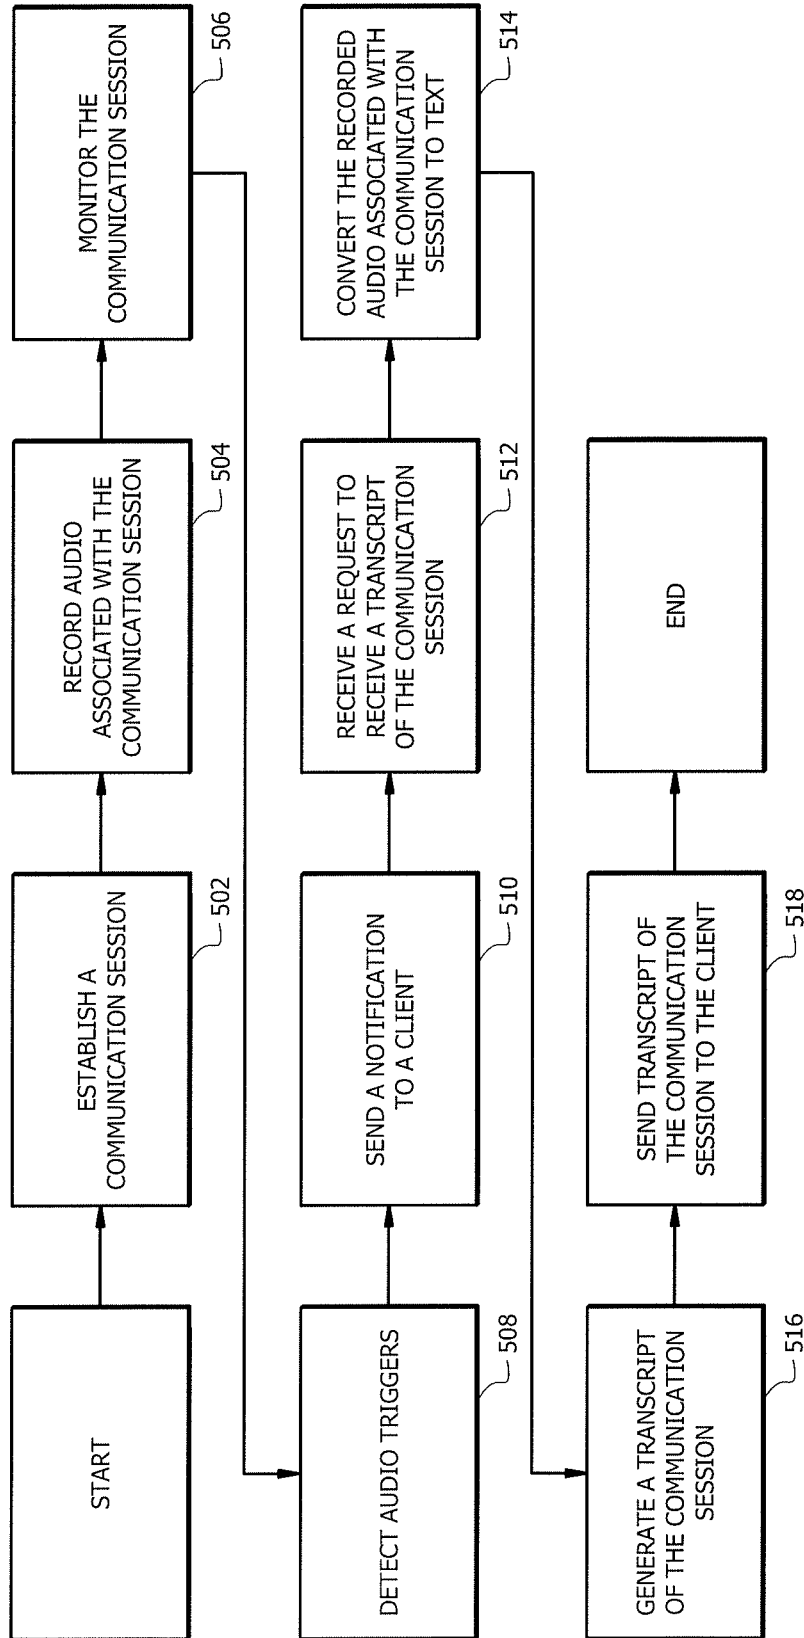 START
ESTABLISH A
COMMUNICATION SESSION
502
RECORD AUDIO
ASSOCIATED WITH THE
COMMUNICATION SESSION
504
MONITOR THE
COMMUNICATION SESSION
506
DETECT AUDIO TRIGGERS
508
SEND A NOTIFICATION
TO A CLIENT
510
RECEIVE A REQUEST TO
RECEIVE A TRANSCRIPT
OF THE COMMUNICATION
SESSION
512
CONVERT THE RECORDED
AUDIO ASSOCIATED WITH
THE COMMUNICATION
SESSION TO TEXT
514
GENERATE A TRANSCRIPT
OF THE COMMUNICATION
SESSION
516
SEND TRANSCRIPT OF
THE COMMUNICATION
SESSION TO THE CLIENT
518
END